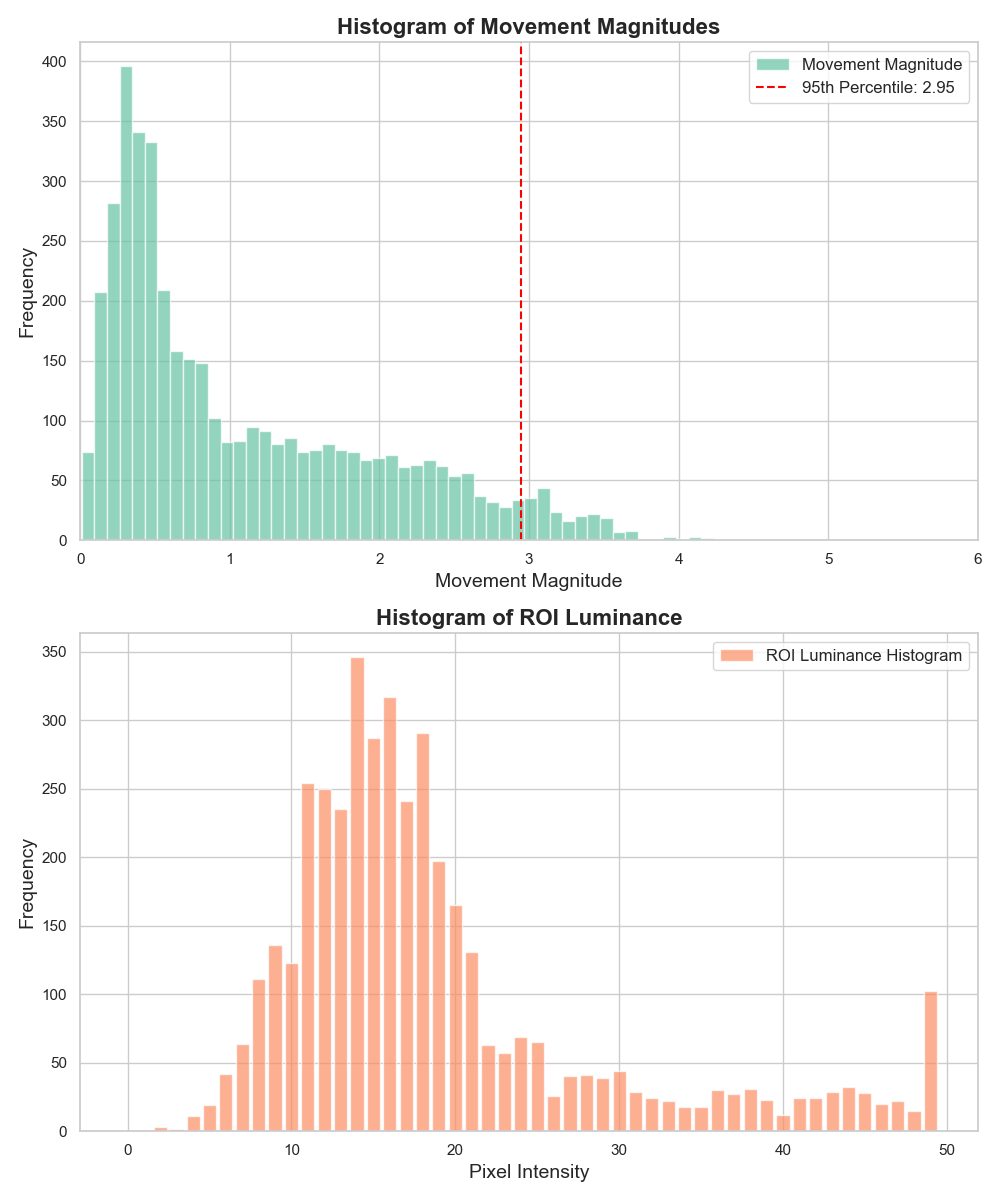 Histogram of Movement Magnitudes
Movement Magnitude
95th Percentile: 2.95
Frequency
400
350
300
250
200
150
100
50
0
0 1 2 3 4 5 6
Movement Magnitude
Histogram of ROI Luminance
ROI Luminance Histogram
Frequency
350
300
250
200
150
100
50
0
0 10 20 30 40 50
Pixel Intensity